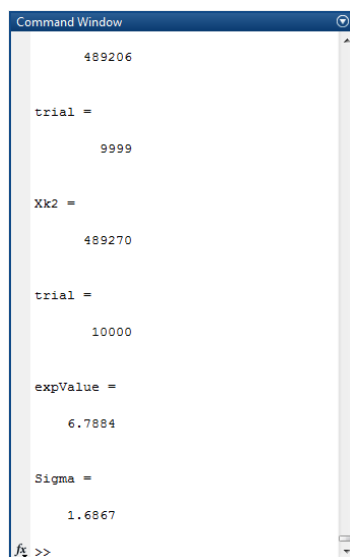 Command Window
489206
trial =
9999
Xk2 =
489270
trial =
10000
expValue =
6.7884
Sigma =
1.6867
fx >>